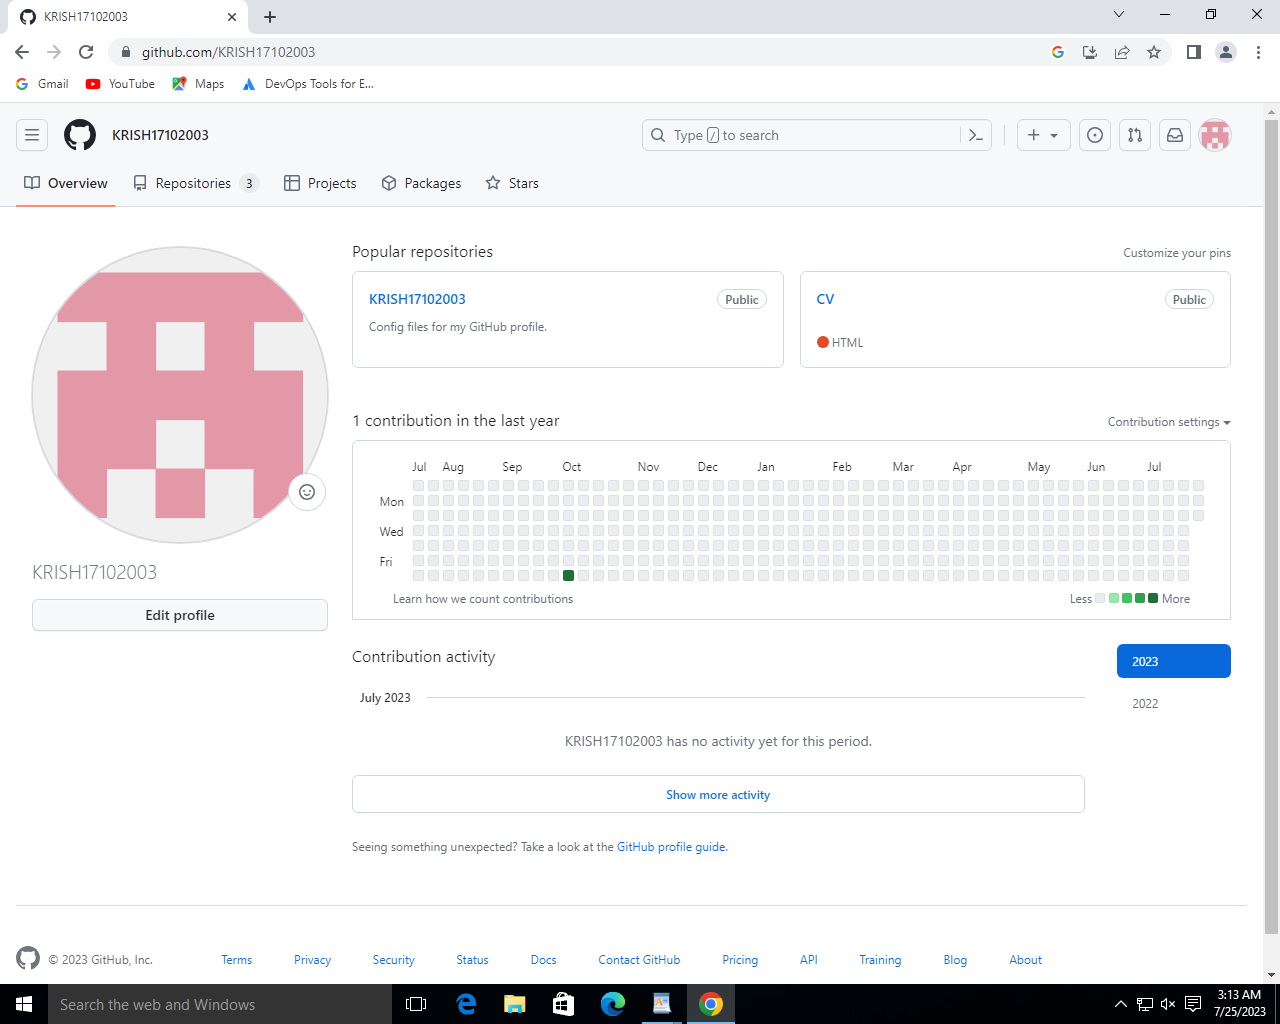 KRISH17102003
github.com/KRISH17102003
Gmail YouTube Maps DevOps Tools for E...
KRISH17102003 Type / to search
Overview Repositories 3 Projects Packages Stars
Popular repositories Customize your pins
KRISH17102003 Public CV Public
Config files for my GitHub profile.
HTML
1 contribution in the last year Contribution settings
Jul Aug Sep Oct Nov Dec Jan Feb Mar Apr May Jun Jul
Mon
Wed
Fri
Learn how we count contributions Less More
KRISH17102003
Edit profile
Contribution activity 2023
July 2023 2022
KRISH17102003 has no activity yet for this period.
Show more activity
Seeing something unexpected? Take a look at the GitHub profile guide.
© 2023 GitHub, Inc. Terms Privacy Security Status Docs Contact GitHub Pricing API Training Blog About
Search the web and Windows 3:13 AM
7/25/2023